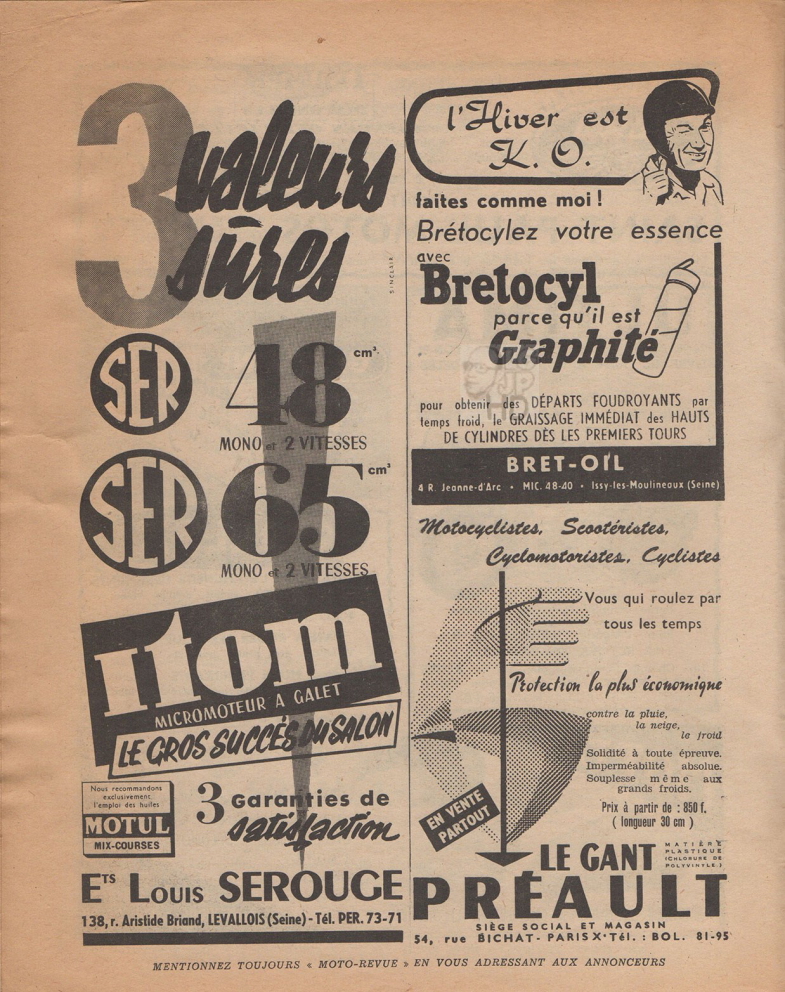 3 valeurs
sûres
SINCLAIR
SER 48 cm³.
MONO et 2 VITESSES
SER 65 cm³
MONO et 2 VITESSES
Itom
MICROMOTEUR A GALET
LE GROS SUCCÈS DU SALON
Nous recommandons
exclusivement
l'emploi des huiles
MOTUL
MIX-COURSES
3 Garanties de
satisfaction
Ets Louis SEROUGE
138, r. Aristide Briand, LEVALLOIS (Seine) - Tél. PER. 73-71
l'Hiver est
K. O.
faites comme moi !
Brétocylez votre essence
avec
Bretocyl
parce qu'il est
Graphité
pour obtenir des DÉPARTS FOUDROYANTS par
temps froid, le GRAISSAGE IMMÉDIAT des HAUTS
DE CYLINDRES DÈS LES PREMIERS TOURS
BRET-OIL
4 R. Jeanne-d'Arc • MIC. 48-40 • Issy-les-Moulineaux (Seine)
Motocyclistes, Scootéristes,
Cyclomotoristes, Cyclistes
Vous qui roulez par
tous les temps
Protection la plus économique
contre la pluie,
la neige,
le froid
Solidité à toute épreuve.
Imperméabilité absolue.
Souplesse même aux
grands froids.
Prix à partir de : 850 f.
( longueur 30 cm )
EN VENTE
PARTOUT
LE GANT
MATIÈRE
PLASTIQUE
(CHLORURE DE
POLYVINYLE)
PRÉAULT
SIÈGE SOCIAL ET MAGASIN
54, rue BICHAT - PARIS X• Tél. : BOL. 81-95
MENTIONNEZ TOUJOURS « MOTO-REVUE » EN VOUS ADRESSANT AUX ANNONCEURS